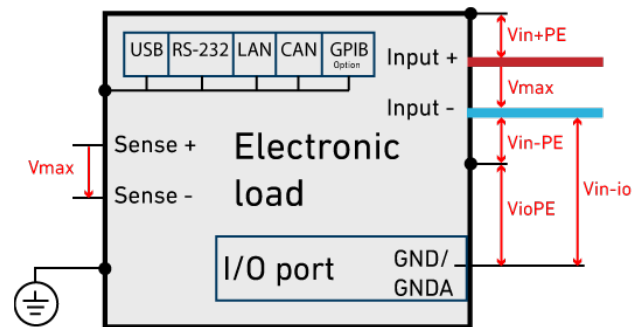 Vin+PE
USB RS-232 LAN CAN GPIB
Option
Input +
Vmax
Input -
Sense +
Electronic
load
Vin-PE
Vmax
Sense -
VioPE
Vin-io
I/O port
GND/
GNDA